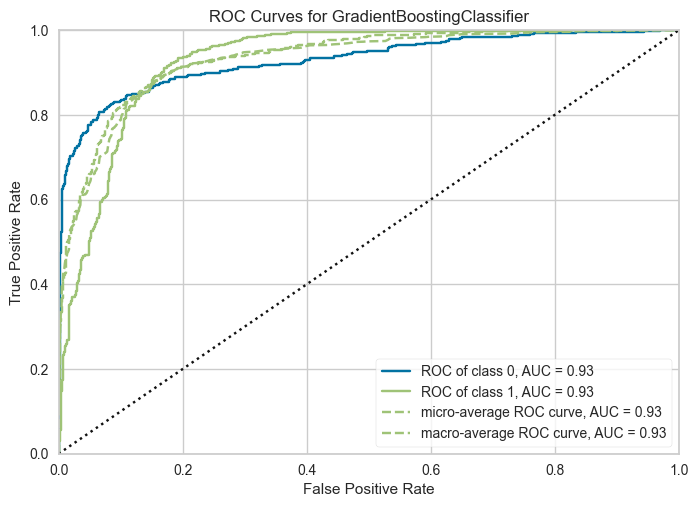 ROC Curves for GradientBoostingClassifier
1.0
0.8
0.6
0.4
0.2
0.0
True Positive Rate
0.0 0.2 0.4 0.6 0.8 1.0
False Positive Rate
ROC of class 0, AUC = 0.93
ROC of class 1, AUC = 0.93
micro-average ROC curve, AUC = 0.93
macro-average ROC curve, AUC = 0.93